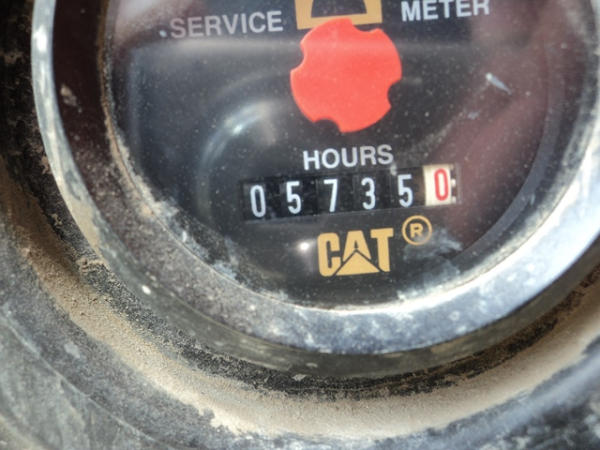 SERVICE METER
HOURS
057350
CAT®